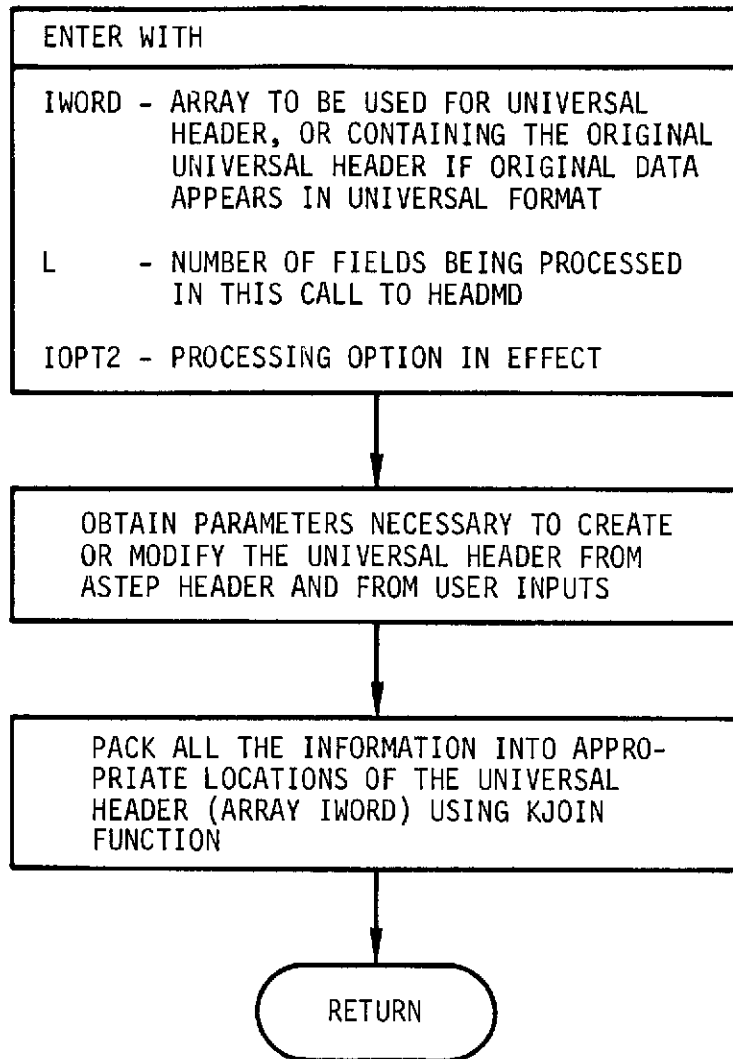 ENTER WITH
IWORD - ARRAY TO BE USED FOR UNIVERSAL
HEADER, OR CONTAINING THE ORIGINAL
UNIVERSAL HEADER IF ORIGINAL DATA
APPEARS IN UNIVERSAL FORMAT
L - NUMBER OF FIELDS BEING PROCESSED
IN THIS CALL TO HEADMD
IOPT2 - PROCESSING OPTION IN EFFECT
OBTAIN PARAMETERS NECESSARY TO CREATE
OR MODIFY THE UNIVERSAL HEADER FROM
ASTEP HEADER AND FROM USER INPUTS
PACK ALL THE INFORMATION INTO APPRO-
PRIATE LOCATIONS OF THE UNIVERSAL
HEADER (ARRAY IWORD) USING KJOIN
FUNCTION
RETURN